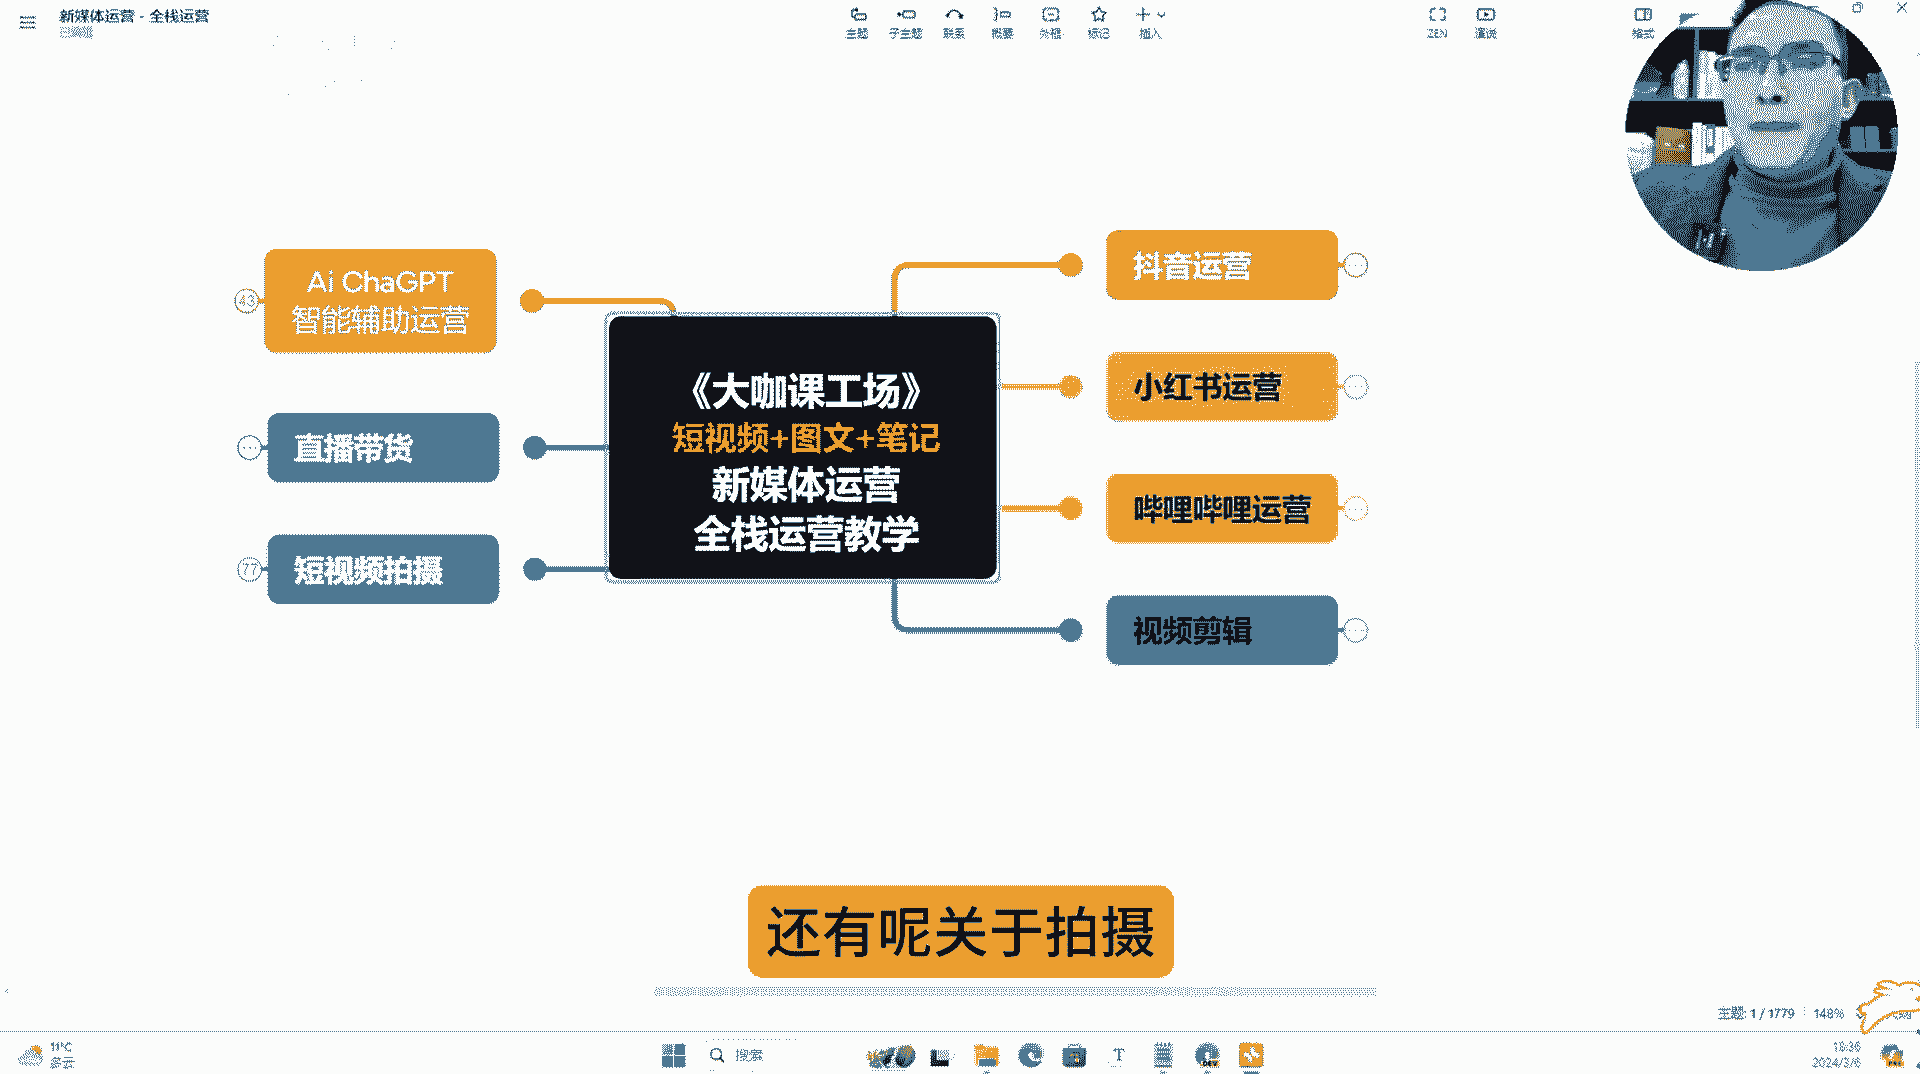 新媒体运营 - 全栈运营
已编辑
主题
子主题
联系
概要
外框
标记
插入
ZEN
演说
格式
Ai ChaGPT
智能辅助运营
43
直播带货
短视频拍摄
77
《大咖课工场》
短视频+图文+笔记
新媒体运营
全栈运营教学
抖音运营
小红书运营
哔哩哔哩运营
视频剪辑
还有呢关于拍摄
主题: 1 / 1779
148%
11°C
多云
搜索
2024/3/6